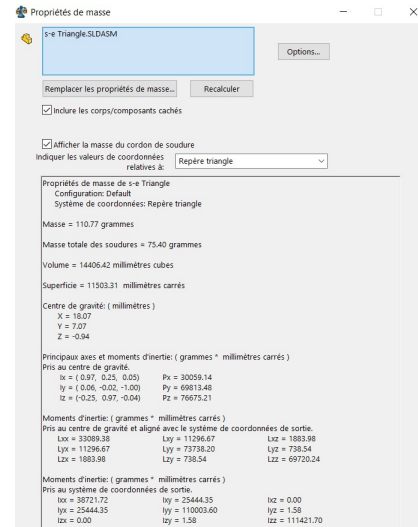 Propriétés de masse
s-e Triangle.SLDASM
Options...
Remplacer les propriétés de masse... Recalculer
Inclure les corps/composants cachés
Afficher la masse du cordon de soudure
Indiquer les valeurs de coordonnées
relatives à: Repère triangle
Propriétés de masse de s-e Triangle
Configuration: Default
Système de coordonnées: Repère triangle
Masse = 110.77 grammes
Masse totale des soudures = 75.40 grammes
Volume = 14406.42 millimètres cubes
Superficie = 11503.31 millimètres carrés
Centre de gravité: ( millimètres )
X = 18.07
Y = 7.07
Z = -0.94
Principaux axes et moments d'inertie: ( grammes * millimètres carrés )
Pris au centre de gravité.
Ix = ( 0.97, 0.25, 0.05) Px = 30059.14
Iy = ( 0.06, -0.02, -1.00) Py = 69813.48
Iz = (-0.25, 0.97, -0.04) Pz = 76675.21
Moments d'inertie: ( grammes * millimètres carrés )
Pris au centre de gravité et aligné avec le système de coordonnées de sortie.
Lxx = 33089.38 Lxy = 11296.67 Lxz = 1883.98
Lyx = 11296.67 Lyy = 73738.20 Lyz = 738.54
Lzx = 1883.98 Lzy = 738.54 Lzz = 69720.24
Moments d'inertie: ( grammes * millimètres carrés )
Pris au système de coordonnées de sortie.
Ixx = 38721.72 Ixy = 25444.35 Ixz = 0.00
Iyx = 25444.35 Iyy = 110003.60 Iyz = 1.58
Izx = 0.00 Izy = 1.58 Izz = 111421.70